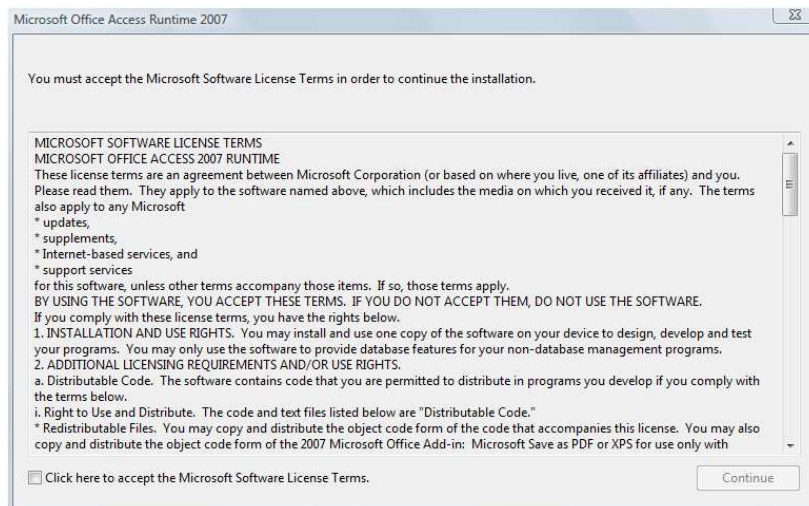 Microsoft Office Access Runtime 2007
You must accept the Microsoft Software License Terms in order to continue the installation.
MICROSOFT SOFTWARE LICENSE TERMS
MICROSOFT OFFICE ACCESS 2007 RUNTIME
These license terms are an agreement between Microsoft Corporation (or based on where you live, one of its affiliates) and you.
Please read them.  They apply to the software named above, which includes the media on which you received it, if any.  The terms
also apply to any Microsoft
* updates,
* supplements,
* Internet-based services, and
* support services
for this software, unless other terms accompany those items.  If so, those terms apply.
BY USING THE SOFTWARE, YOU ACCEPT THESE TERMS.  IF YOU DO NOT ACCEPT THEM, DO NOT USE THE SOFTWARE.
If you comply with these license terms, you have the rights below.
1. INSTALLATION AND USE RIGHTS.  You may install and use one copy of the software on your device to design, develop and test
your programs.  You may only use the software to provide database features for your non-database management programs.
2. ADDITIONAL LICENSING REQUIREMENTS AND/OR USE RIGHTS.
a. Distributable Code.  The software contains code that you are permitted to distribute in programs you develop if you comply with
the terms below.
i. Right to Use and Distribute.  The code and text files listed below are "Distributable Code."
* Redistributable Files.  You may copy and distribute the object code form of the code that accompanies this license.  You may also
copy and distribute the object code form of the 2007 Microsoft Office Add-in:  Microsoft Save as PDF or XPS for use only with
Click here to accept the Microsoft Software License Terms.
Continue